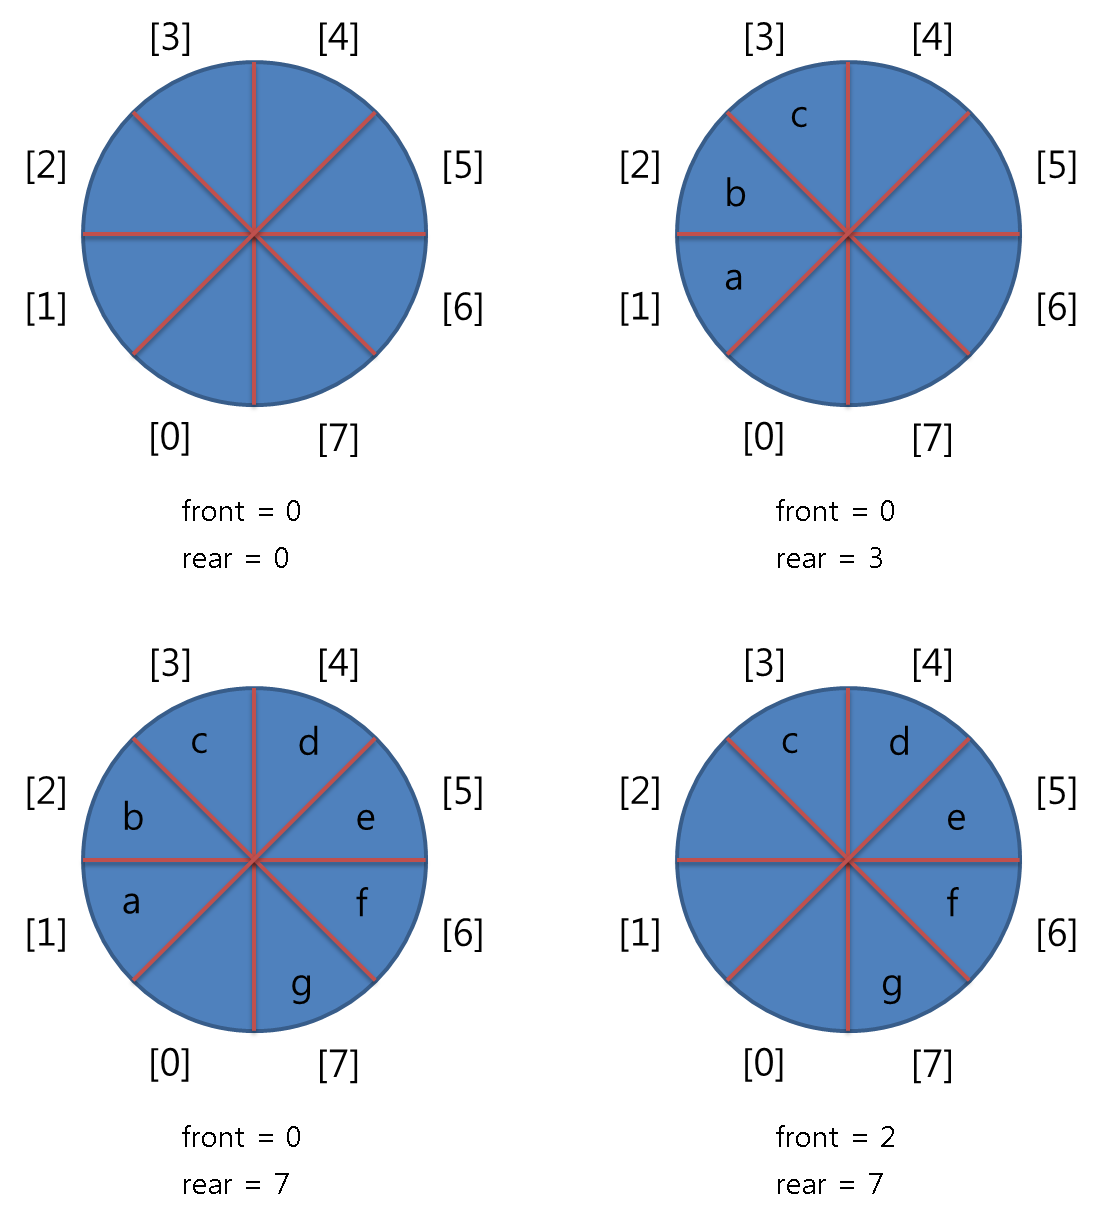 [3] [4]
[2] [5]
[1] [6]
[0] [7]
front = 0
rear = 0
[3] [4]
c
[2] [5]
b
a
[1] [6]
[0] [7]
front = 0
rear = 3
[3] [4]
c d
[2] [5]
b e
a f
[1] [6]
g
[0] [7]
front = 0
rear = 7
[3] [4]
c d
[2] [5]
e
f
[1] [6]
g
[0] [7]
front = 2
rear = 7